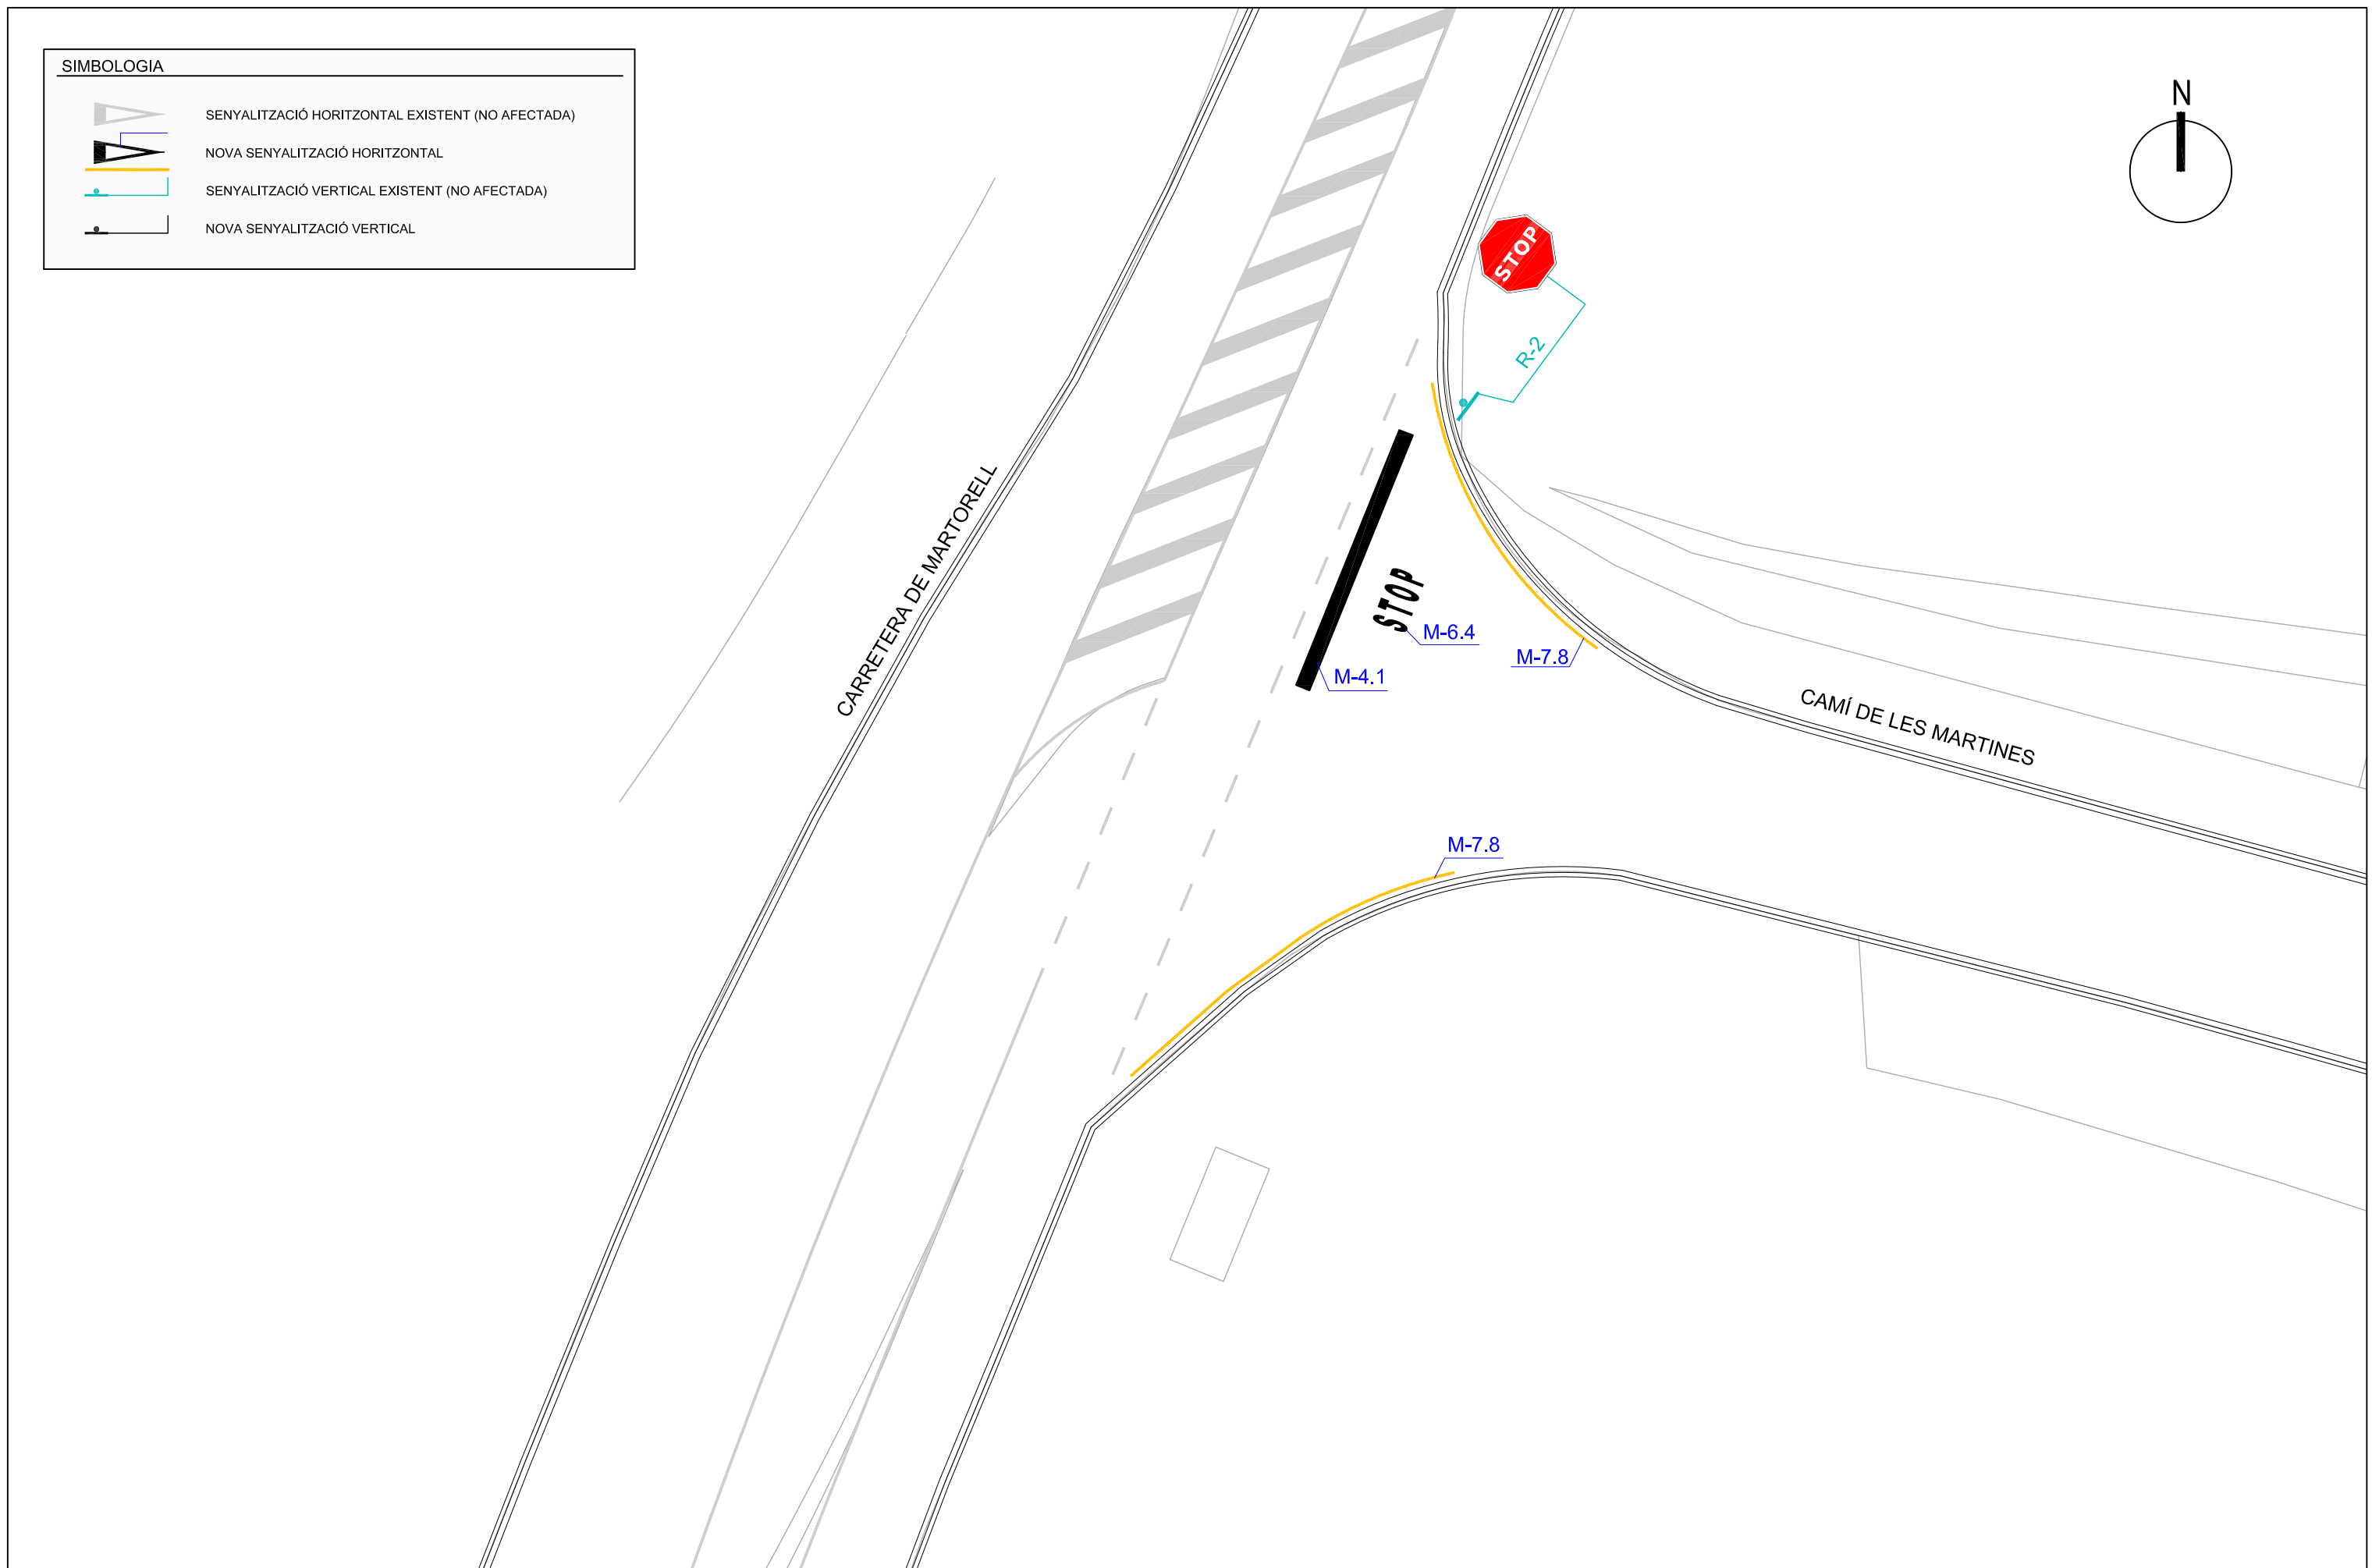 SIMBOLOGIA
SENYALITZACIÓ HORITZONTAL EXISTENT (NO AFECTADA)
NOVA SENYALITZACIÓ HORITZONTAL
SENYALITZACIÓ VERTICAL EXISTENT (NO AFECTADA)
NOVA SENYALITZACIÓ VERTICAL
N
STOP
R-2
CARRETERA DE MARTORELL
STOP
M-6.4
M-7.8
M-4.1
CAMÍ DE LES MARTINES
M-7.8